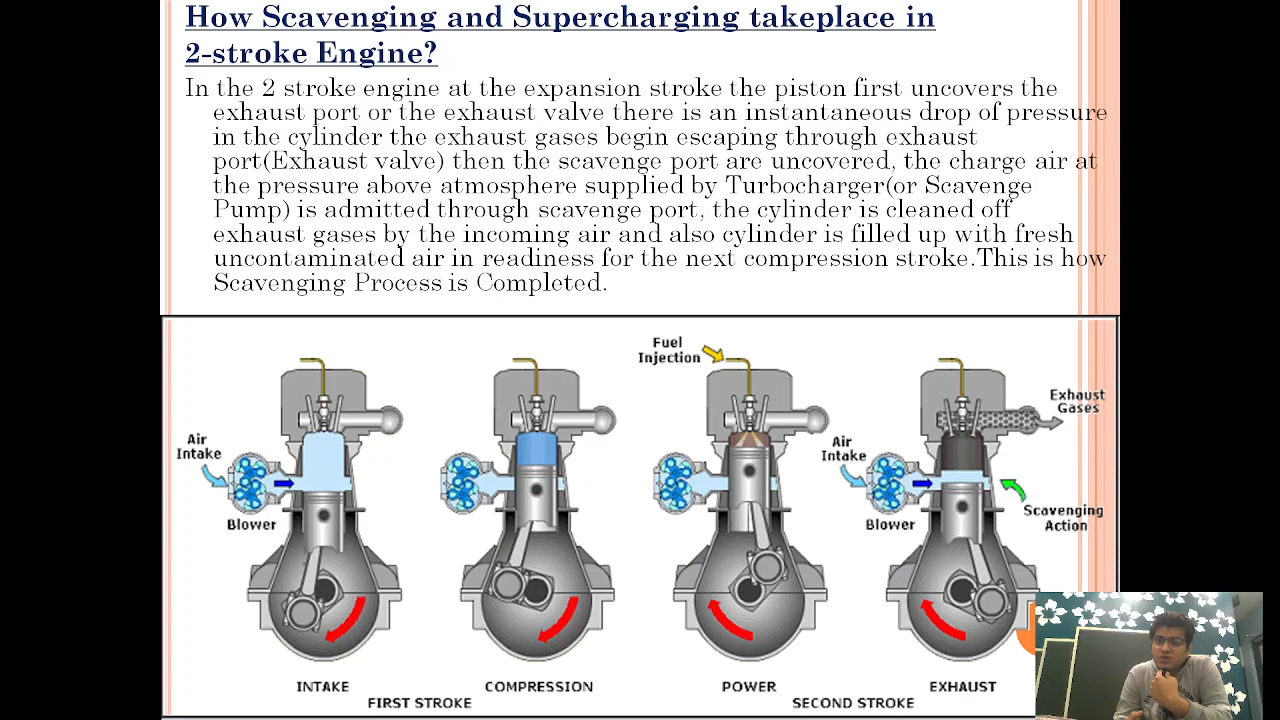 How Scavenging and Supercharging takeplace in
2-stroke Engine?
In the 2 stroke engine at the expansion stroke the piston first uncovers the
exhaust port or the exhaust valve there is an instantaneous drop of pressure
in the cylinder the exhaust gases begin escaping through exhaust
port(Exhaust valve) then the scavenge port are uncovered, the charge air at
the pressure above atmosphere supplied by Turbocharger(or Scavenge
Pump) is admitted through scavenge port, the cylinder is cleaned off
exhaust gases by the incoming air and also cylinder is filled up with fresh
uncontaminated air in readiness for the next compression stroke.This is how
Scavenging Process is Completed.
Fuel
Injection
Exhaust
Gases
Air
Intake
Air
Intake
Blower
Blower
Scavenging
Action
INTAKE
COMPRESSION
POWER
EXHAUST
FIRST STROKE
SECOND STROKE